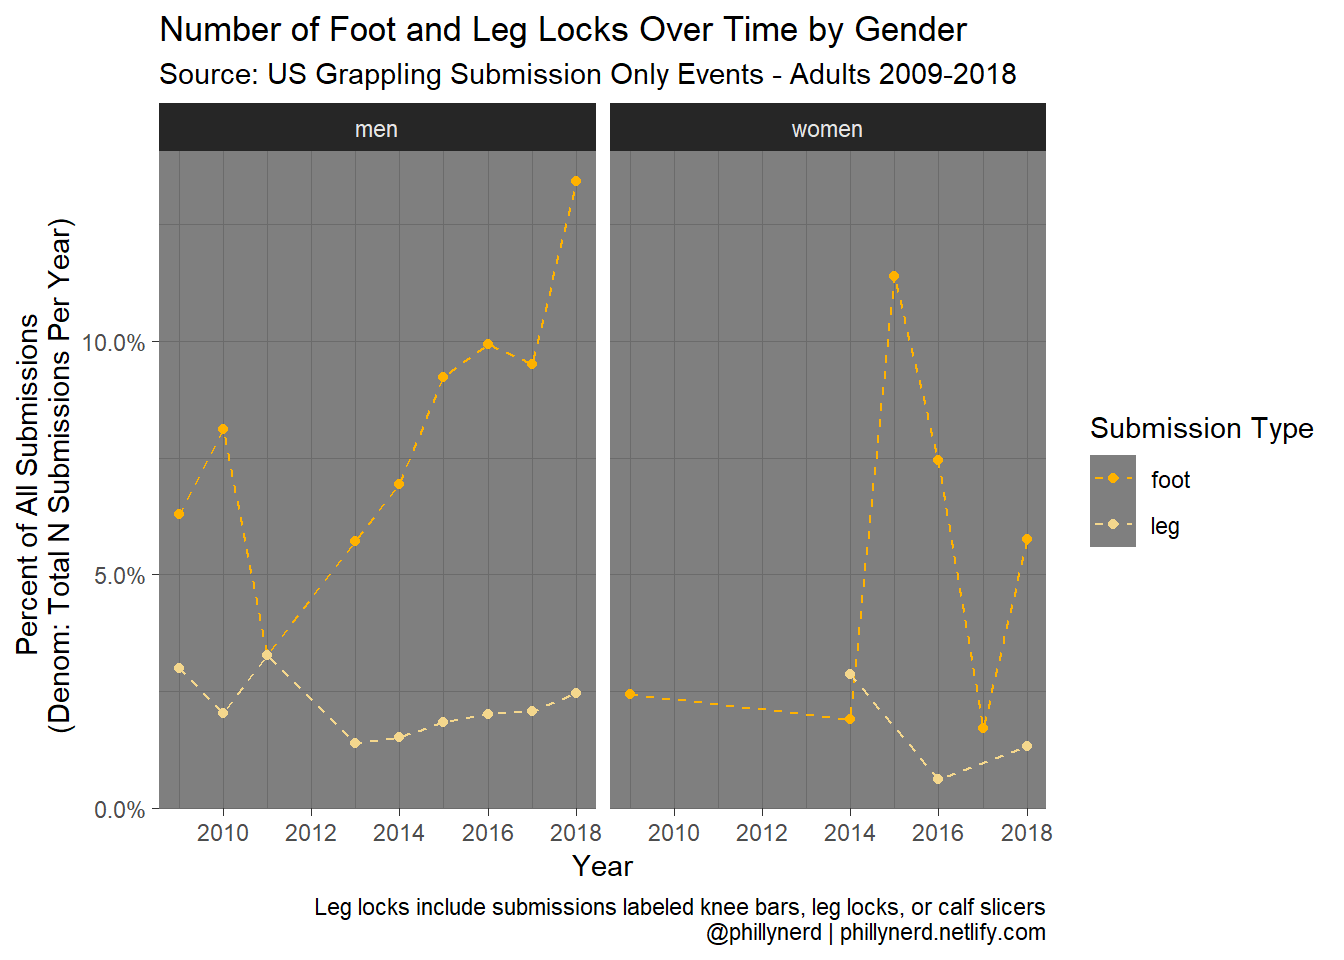 Number of Foot and Leg Locks Over Time by Gender
Source: US Grappling Submission Only Events - Adults 2009-2018
men
women
Percent of All Submissions
(Denom: Total N Submissions Per Year)
10.0%
5.0%
0.0%
2010 2012 2014 2016 2018
2010 2012 2014 2016 2018
Year
Submission Type
foot
leg
Leg locks include submissions labeled knee bars, leg locks, or calf slicers
@phillynerd | phillynerd.netlify.com